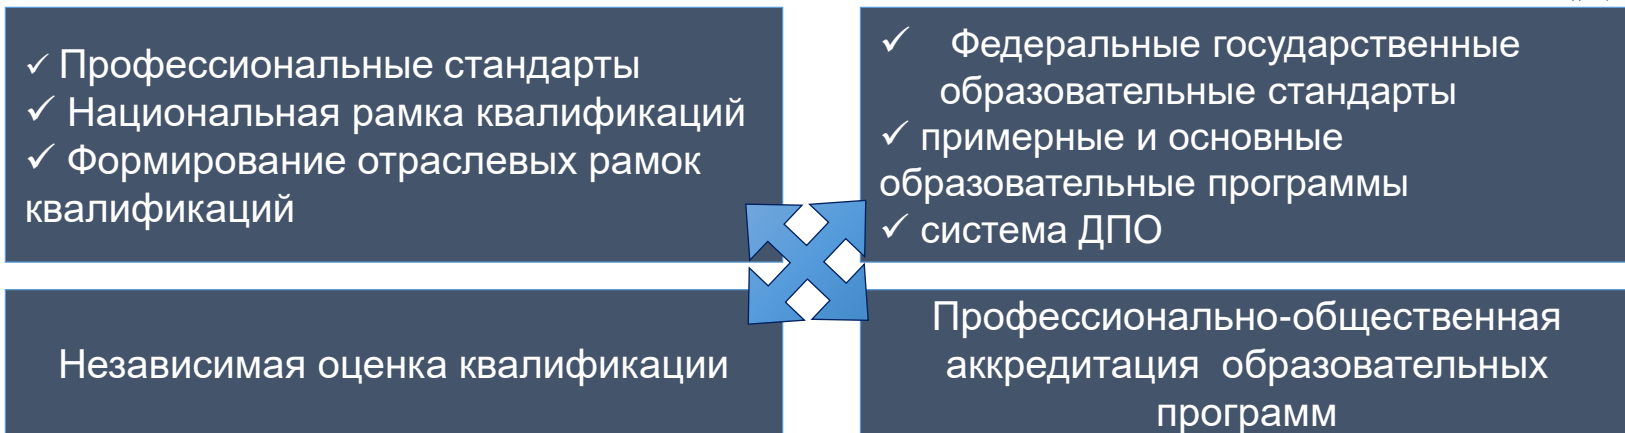 ✓ Профессиональные стандарты
✓ Национальная рамка квалификаций
✓ Формирование отраслевых рамок
квалификаций
✓ Федеральные государственные
образовательные стандарты
✓ примерные и основные
образовательные программы
✓ система ДПО
Независимая оценка квалификации
Профессионально-общественная
аккредитация образовательных
программ